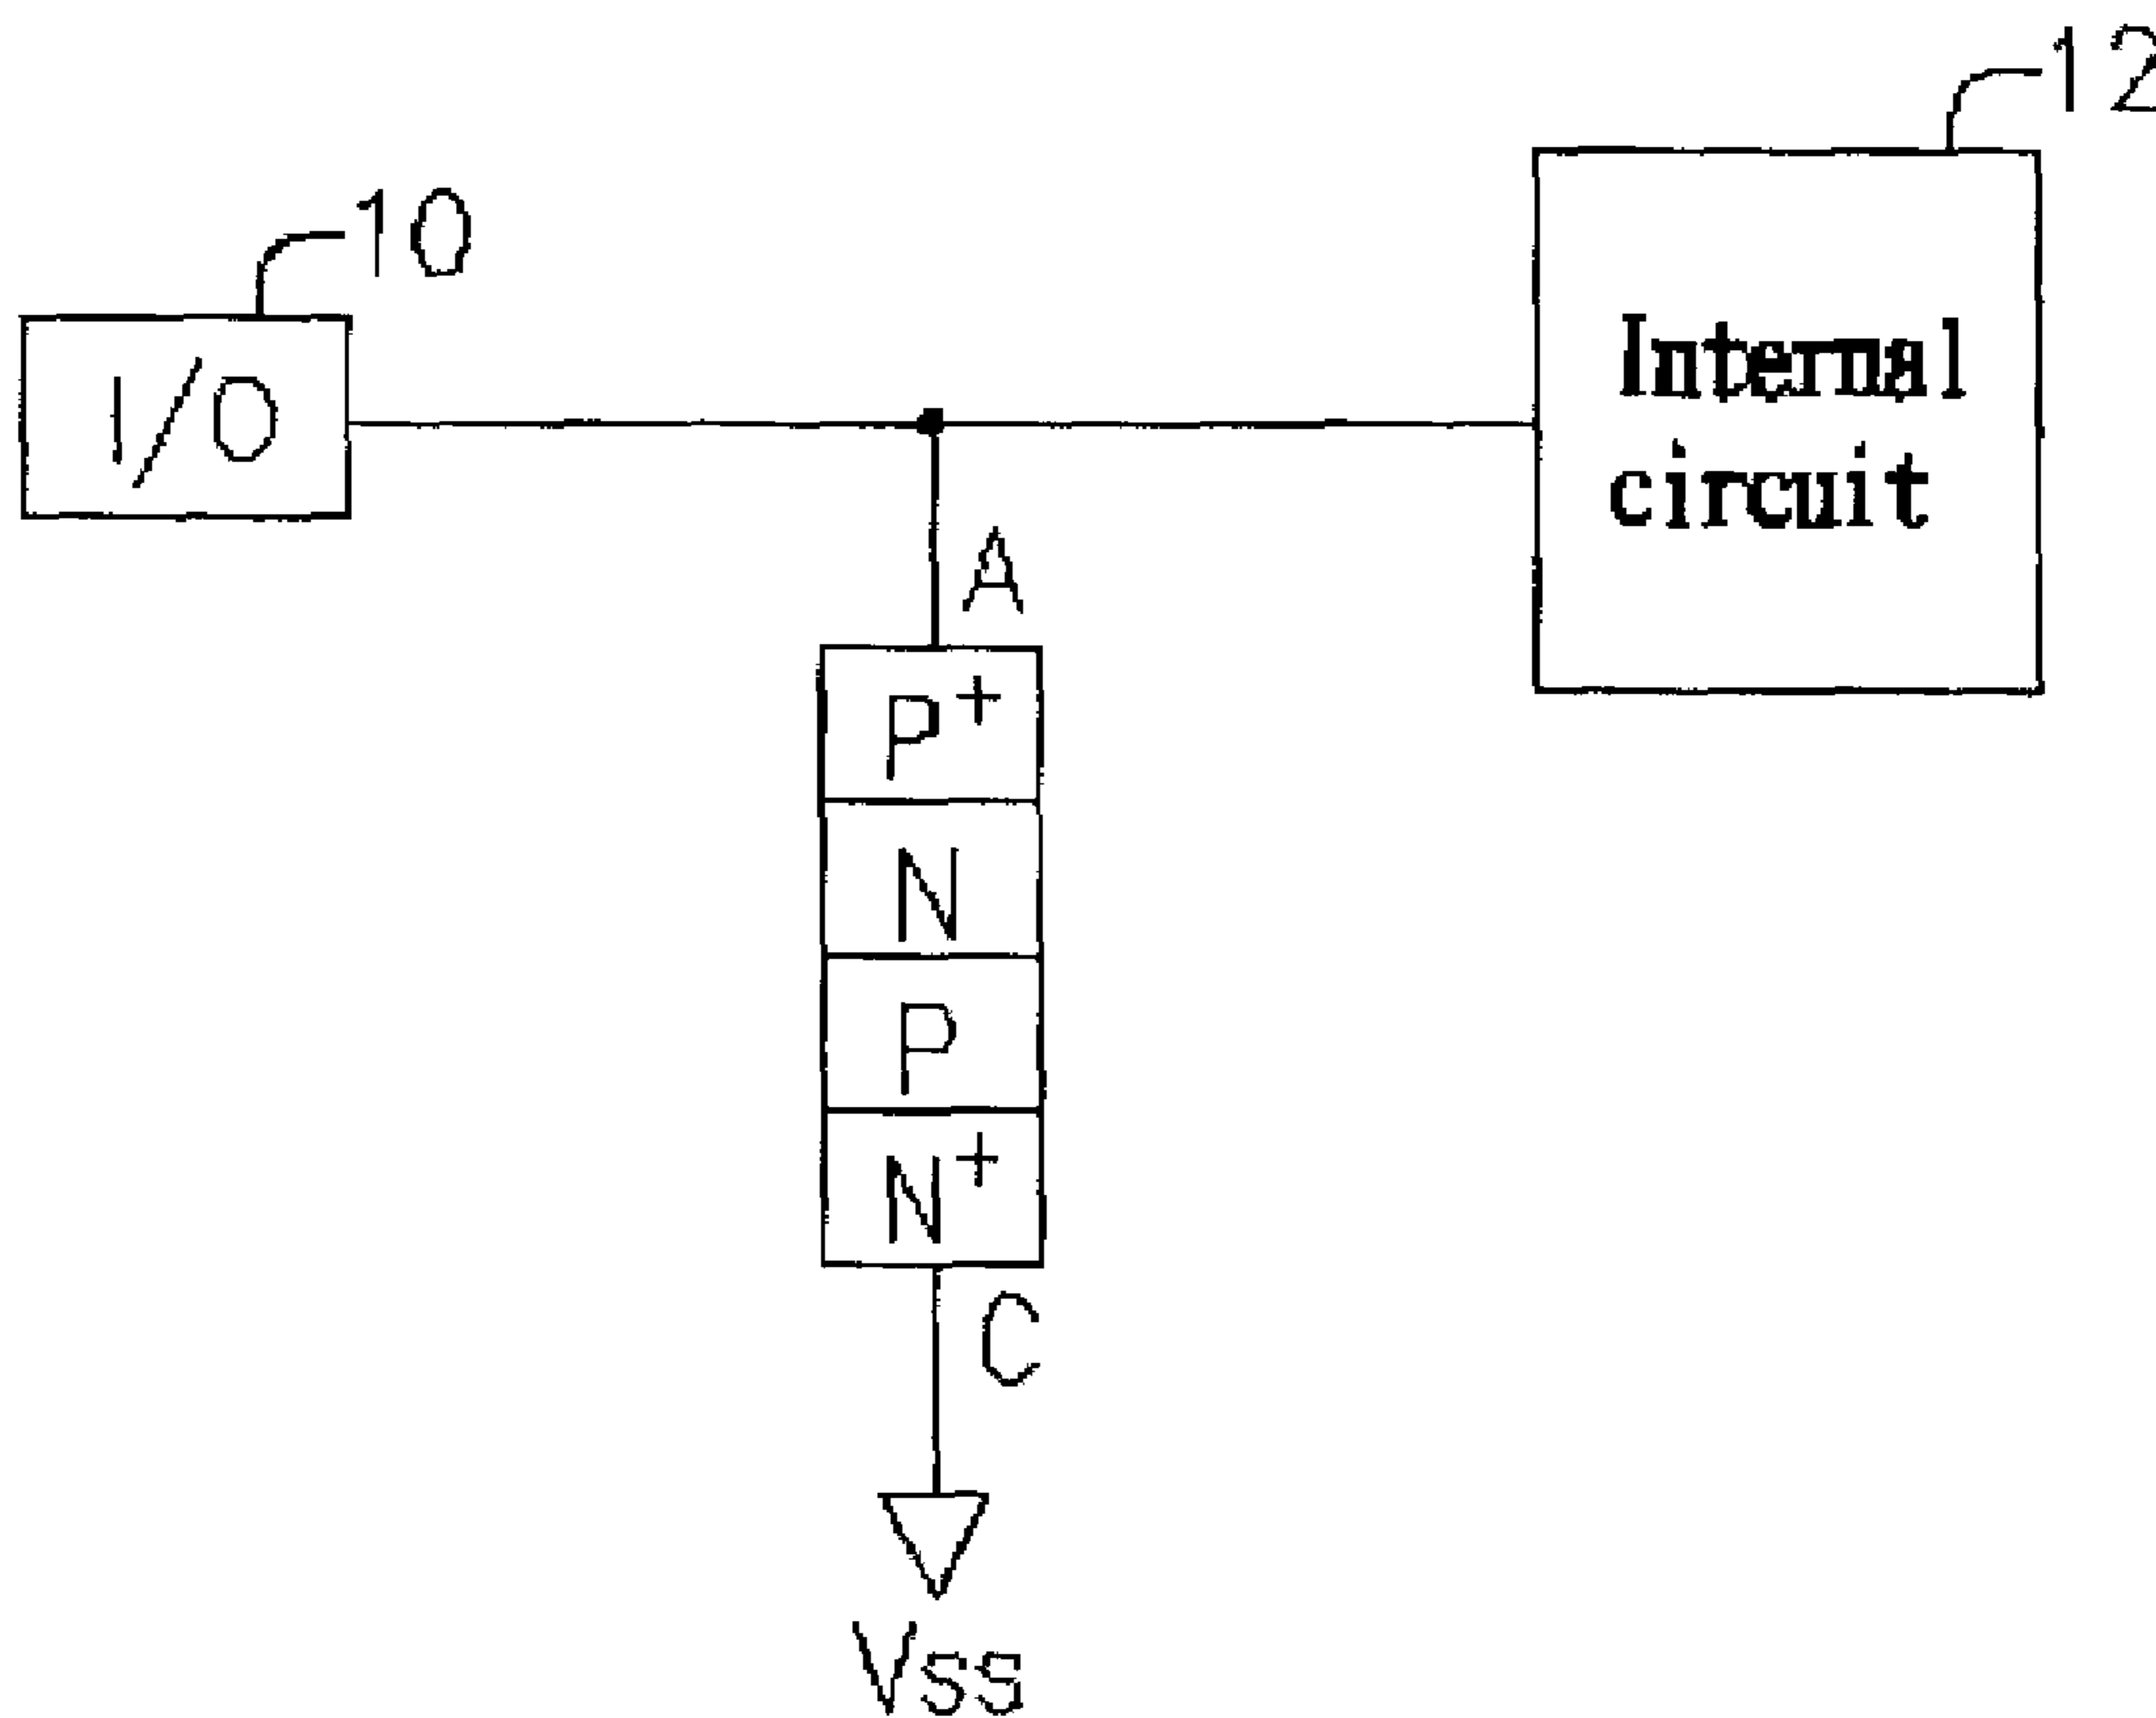 12
10
I/O
Internal
circuit
A
P+
N
P
N+
C
Vss